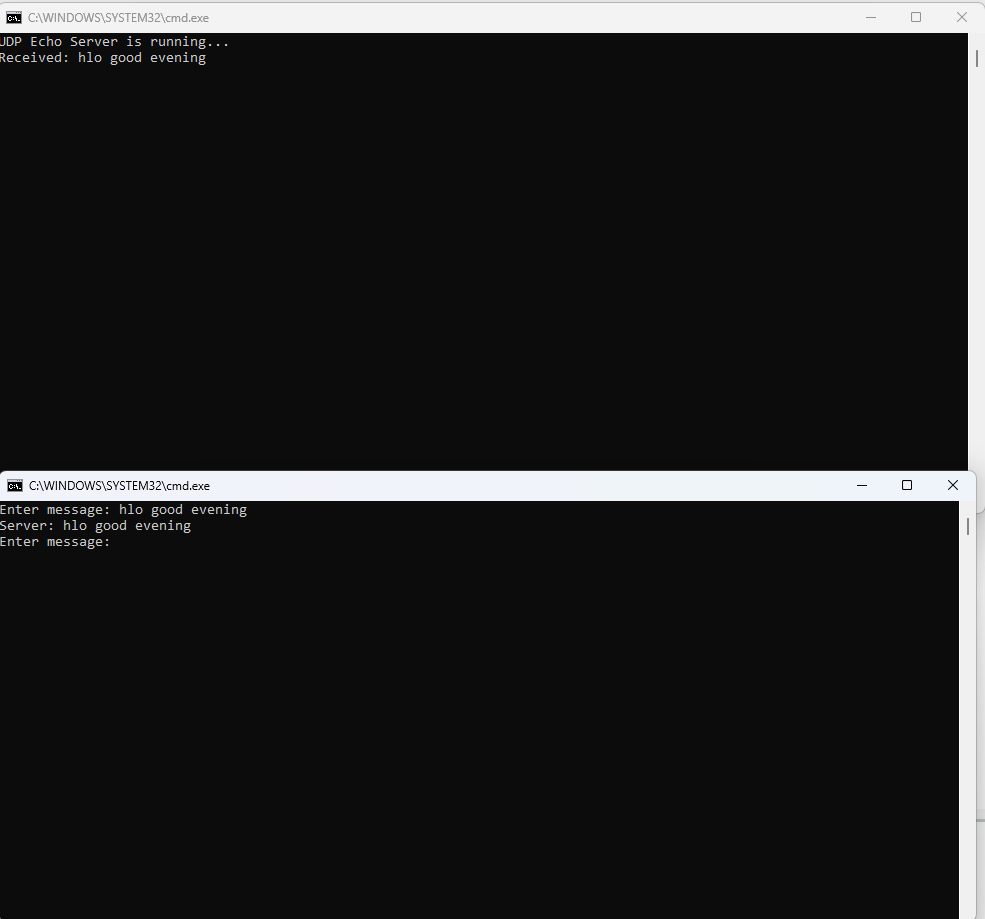 C:\WINDOWS\SYSTEM32\cmd.exe
UDP Echo Server is running...
Received: hlo good evening
C:\WINDOWS\SYSTEM32\cmd.exe
Enter message: hlo good evening
Server: hlo good evening
Enter message: